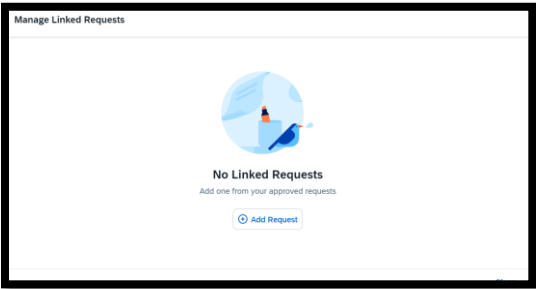 Manage Linked Requests
No Linked Requests
Add one from your approved requests
Add Request